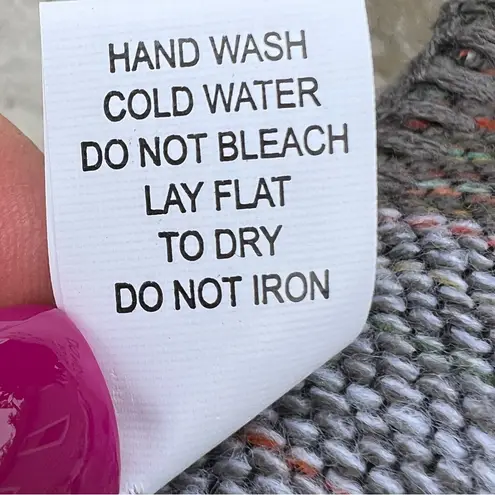 HAND WASH
COLD WATER
DO NOT BLEACH
LAY FLAT
TO DRY
DO NOT IRON